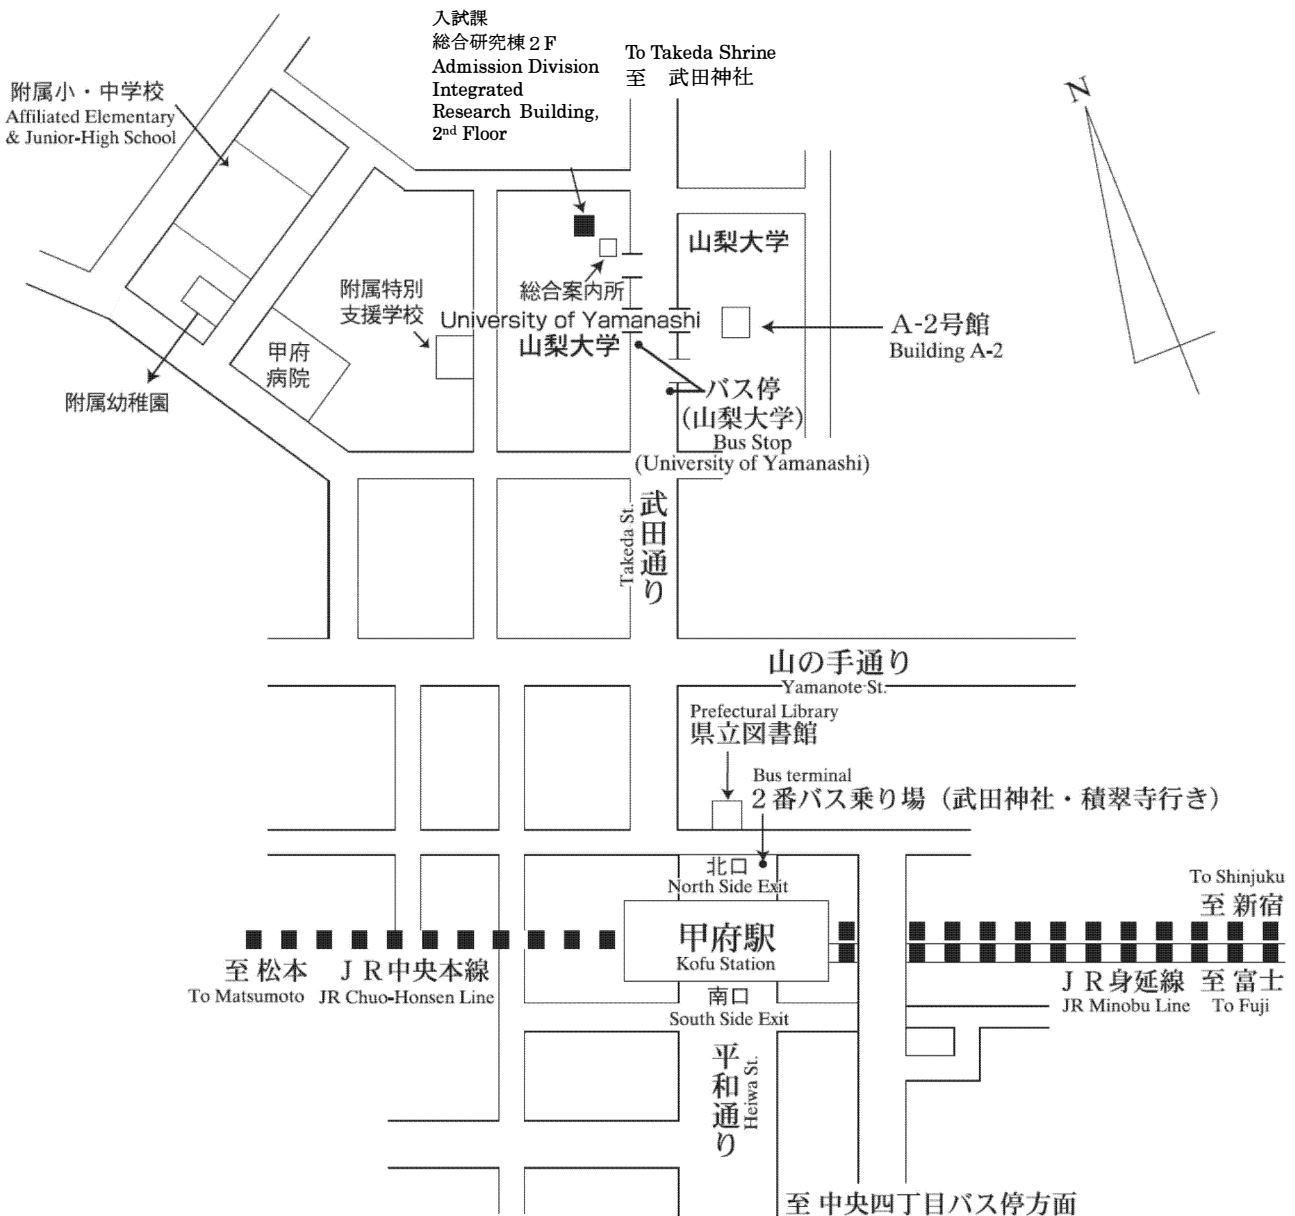 入試課
総合研究棟２F
Admission Division
Integrated
Research Building,
2nd Floor
To Takeda Shrine
至 武田神社
N
附属小・中学校
Affiliated Elementary
& Junior-High School
山梨大学
附属特別
支援学校
総合案内所
University of Yamanashi
山梨大学
A-2号館
Building A-2
甲府
病院
附属幼稚園
バス停
(山梨大学)
Bus Stop
(University of Yamanashi)
武田通り
Takeda St.
山の手通り
Yamanote St.
Prefectural Library
県立図書館
Bus terminal
２番バス乗り場（武田神社・積翠寺行き）
北口
North Side Exit
To Shinjuku
至 新宿
甲府駅
Kofu Station
至 松本
To Matsumoto
ＪＲ中央本線
JR Chuo-Honsen Line
ＪＲ身延線
JR Minobu Line
至 富士
To Fuji
南口
South Side Exit
平和通り
Heiwa St.
至 中央四丁目バス停方面